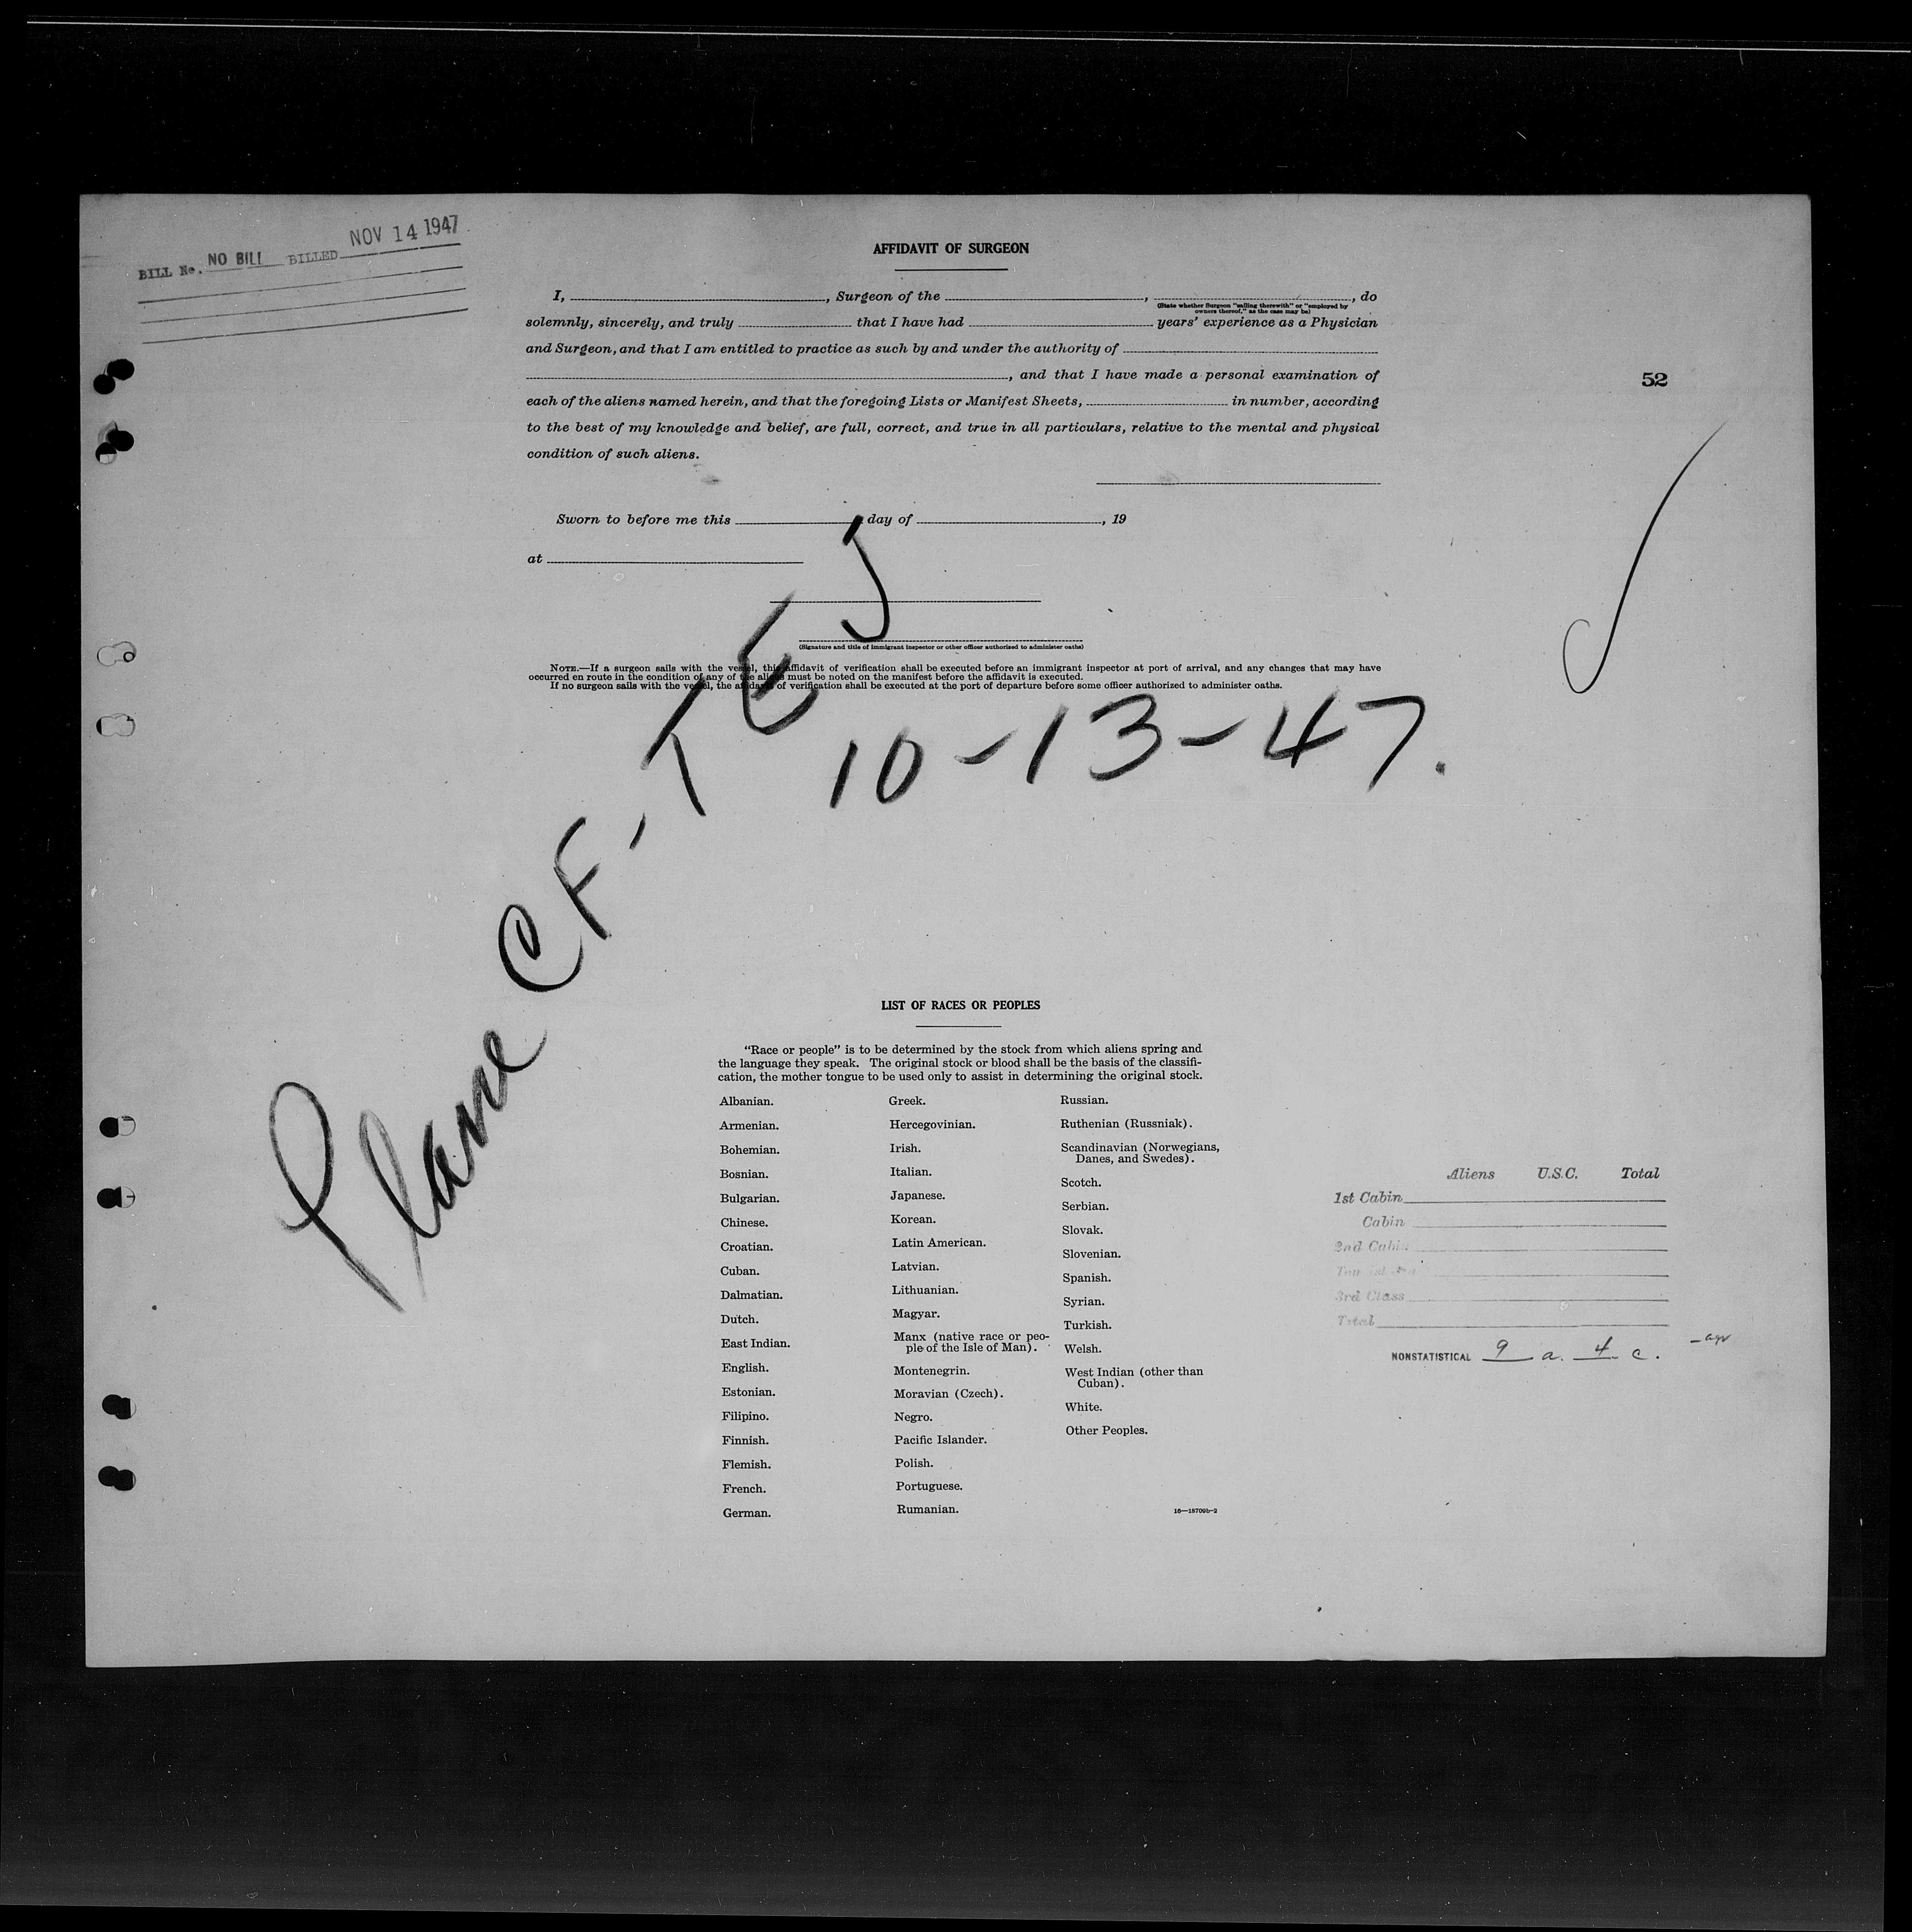 BILL No. NO BILL BILLED NOV 14 1947
AFFIDAVIT OF SURGEON
I, , Surgeon of the , , do
(State whether Surgeon "sailing therewith" or "employed by
owners thereof," as the case may be)
solemnly, sincerely, and truly that I have had years' experience as a Physician
and Surgeon, and that I am entitled to practice as such by and under the authority of
, and that I have made a personal examination of
52
each of the aliens named herein, and that the foregoing Lists or Manifest Sheets, in number, according
to the best of my knowledge and belief, are full, correct, and true in all particulars, relative to the mental and physical
condition of such aliens.
Sworn to before me this day of , 19
at
(Signature and title of immigrant inspector or other officer authorized to administer oaths)
NOTE.—If a surgeon sails with the vessel, this affidavit of verification shall be executed before an immigrant inspector at port of arrival, and any changes that may have
occurred en route in the condition of any of the aliens must be noted on the manifest before the affidavit is executed.
If no surgeon sails with the vessel, the affidavit of verification shall be executed at the port of departure before some officer authorized to administer oaths.
Plane CF-TEJ
10-13-47.
LIST OF RACES OR PEOPLES
"Race or people" is to be determined by the stock from which aliens spring and
the language they speak. The original stock or blood shall be the basis of the classifi-
cation, the mother tongue to be used only to assist in determining the original stock.
Albanian.
Armenian.
Bohemian.
Bosnian.
Bulgarian.
Chinese.
Croatian.
Cuban.
Dalmatian.
Dutch.
East Indian.
English.
Estonian.
Filipino.
Finnish.
Flemish.
French.
German.
Greek.
Hercegovinian.
Irish.
Italian.
Japanese.
Korean.
Latin American.
Latvian.
Lithuanian.
Magyar.
Manx (native race or peo-
ple of the Isle of Man).
Montenegrin.
Moravian (Czech).
Negro.
Pacific Islander.
Polish.
Portuguese.
Rumanian.
Russian.
Ruthenian (Russniak).
Scandinavian (Norwegians,
Danes, and Swedes).
Scotch.
Serbian.
Slovak.
Slovenian.
Spanish.
Syrian.
Turkish.
Welsh.
West Indian (other than
Cuban).
White.
Other Peoples.
16—18709b-2
Aliens U.S.C. Total
1st Cabin
Cabin
2nd Cabin
3rd Class
Total
NONSTATISTICAL 9 a. 4 c.